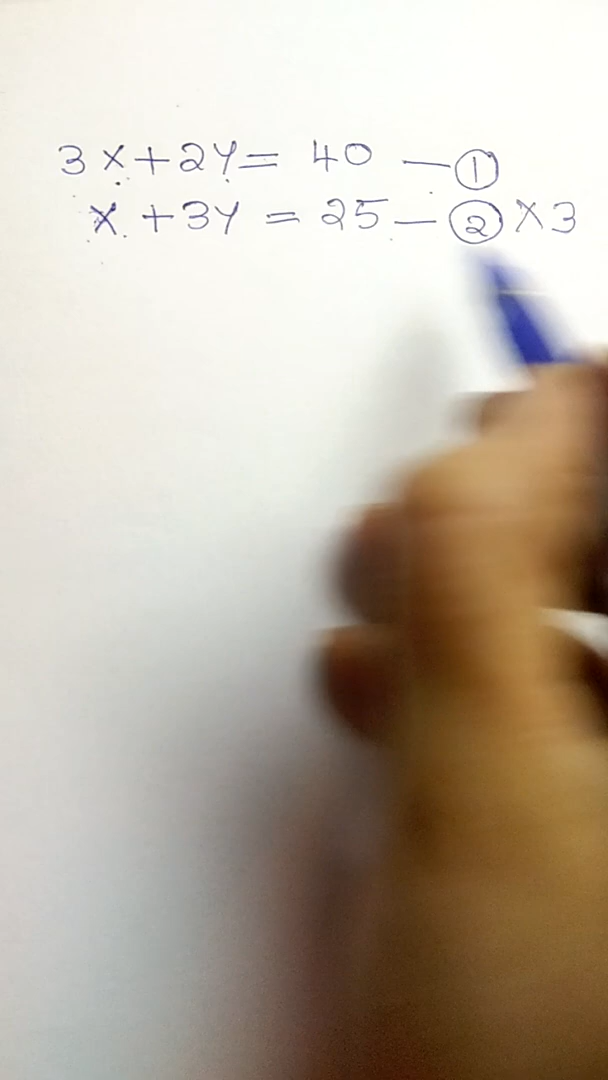 3x+2y= 40 —①
x +3y = 25 —② ×3